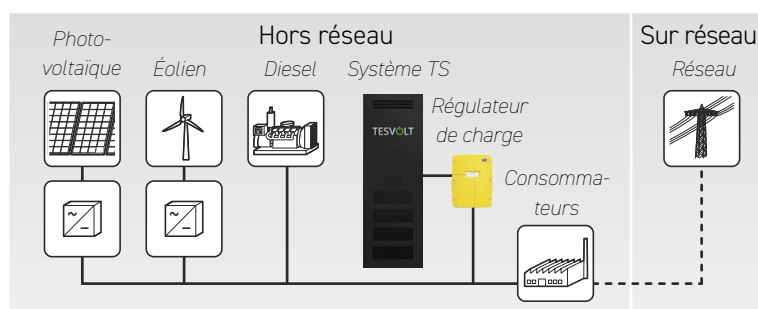 Hors réseau
Sur réseau
Photo-
voltaïque
Éolien
Diesel
Système TS
Réseau
Régulateur
de charge
TESVOLT
Consomma-
teurs